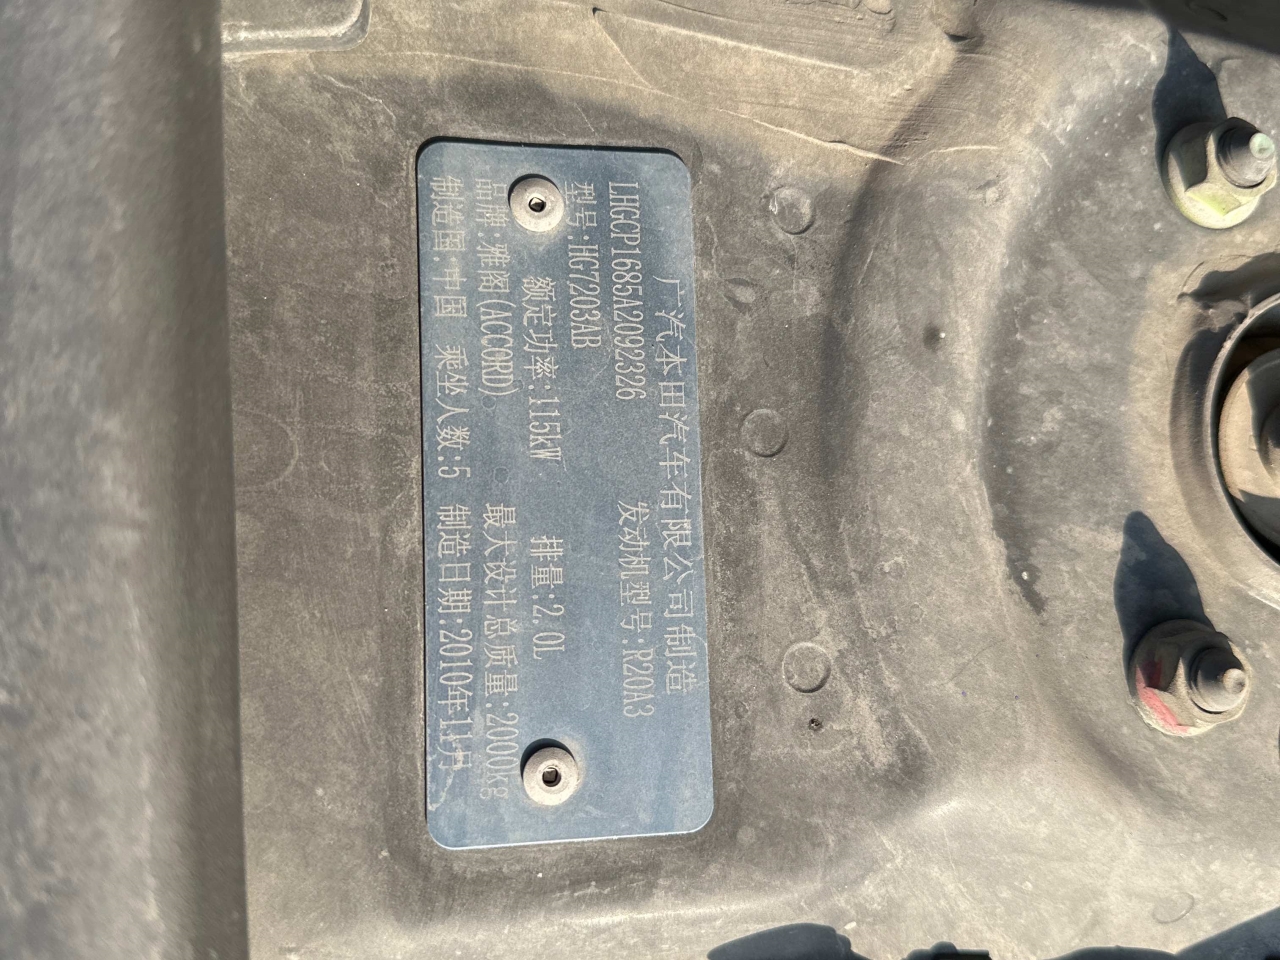 广汽本田汽车有限公司制造
LHGCP1685A2092326 发动机型号:R20A3
型号:HG7203AB
额定功率:115kW 排量:2.0L
品牌:雅阁(ACCORD) 最大设计总质量:2000kg
制造国:中国 乘坐人数:5 制造日期:2010年11月